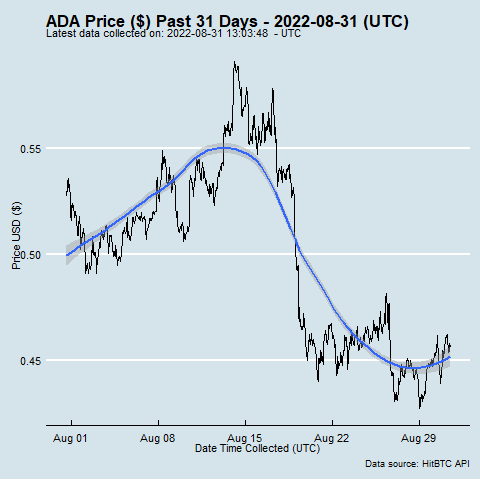 ADA Price ($) Past 31 Days - 2022-08-31 (UTC)
Latest data collected on: 2022-08-31 13:03:48 - UTC
0.55
0.50
0.45
Price USD ($)
Aug 01 Aug 08 Aug 15 Aug 22 Aug 29
Date Time Collected (UTC)
Data source: HitBTC API